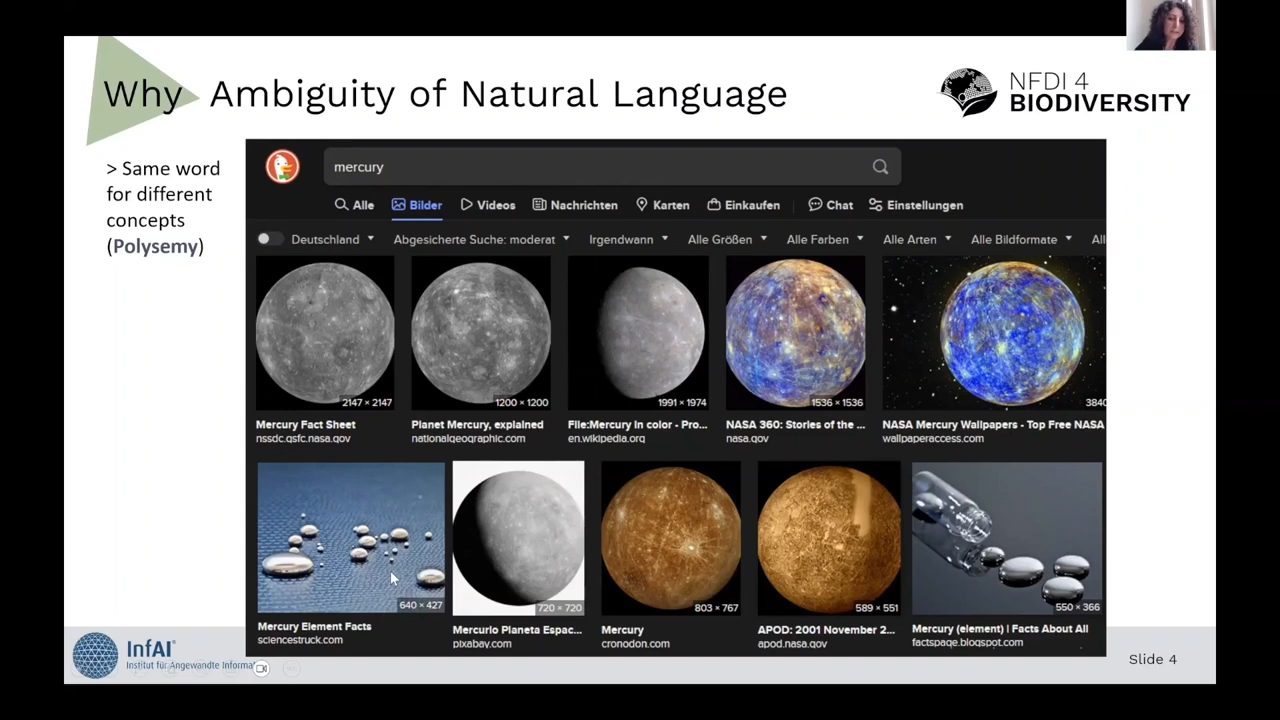 Why Ambiguity of Natural Language
NFDI 4
BIODIVERSITY
> Same word
for different
concepts
(Polysemy)
mercury
Alle Bilder Videos Nachrichten Karten Einkaufen Chat Einstellungen
Deutschland Abgesicherte Suche: moderat Irgendwann Alle Größen Alle Farben Alle Arten Alle Bildformate All
2147 × 2147 1200 × 1200 1991 × 1974 1536 × 1536 3840
Mercury Fact Sheet Planet Mercury, explained File:Mercury in color - Pro... NASA 360: Stories of the ... NASA Mercury Wallpapers - Top Free NASA
nssdc.gsfc.nasa.gov nationalgeographic.com en.wikipedia.org nasa.gov wallpaperaccess.com
640 × 427 720 × 720 803 × 767 589 × 551 550 × 366
Mercury Element Facts Mercurio Planeta Espac... Mercury APOD: 2001 November 2... Mercury (element) | Facts About All
sciencestruck.com pixabay.com cronodon.com apod.nasa.gov factspage.blogspot.com
InfAI®
Institut für Angewandte Informa
Slide 4